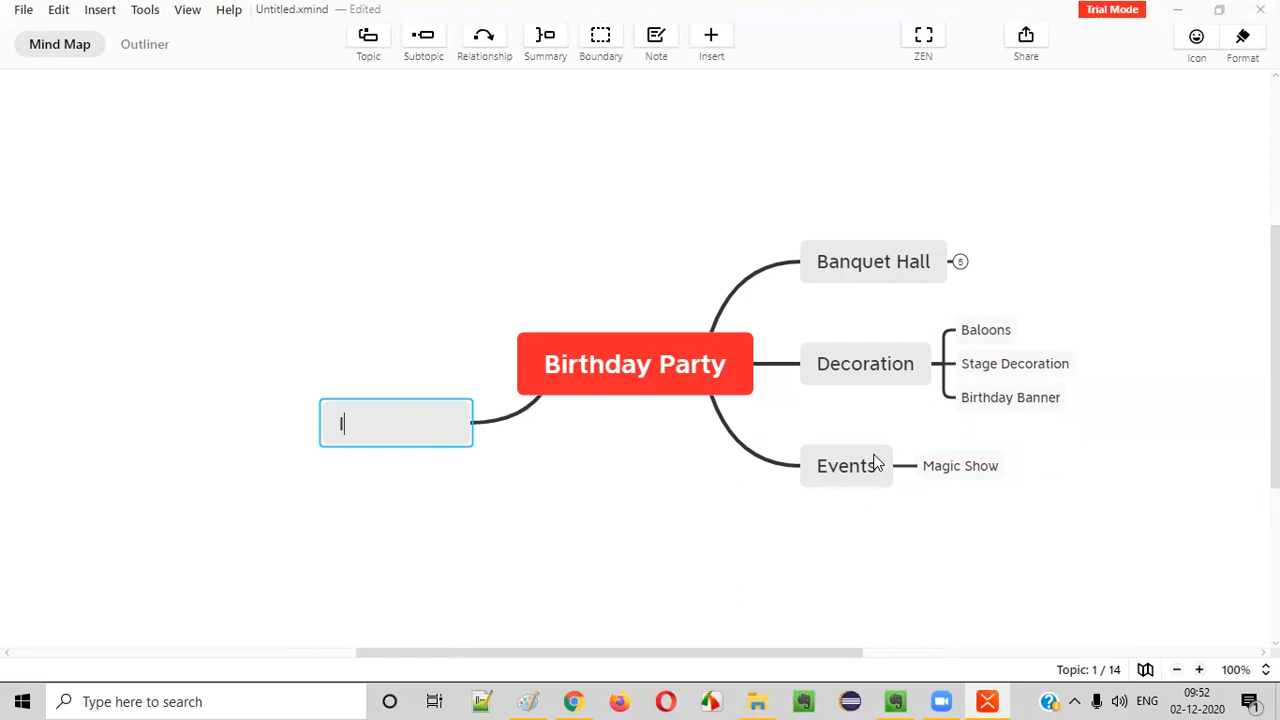 File Edit Insert Tools View Help Untitled.xmind — Edited Trial Mode
Mind Map Outliner
Topic Subtopic Relationship Summary Boundary Note Insert ZEN Share Icon Format
Banquet Hall 5
Birthday Party
Decoration
Baloons
Stage Decoration
Birthday Banner
I
Events
Magic Show
Topic: 1 / 14 100%
Type here to search
ENG
09:52
02-12-2020
1